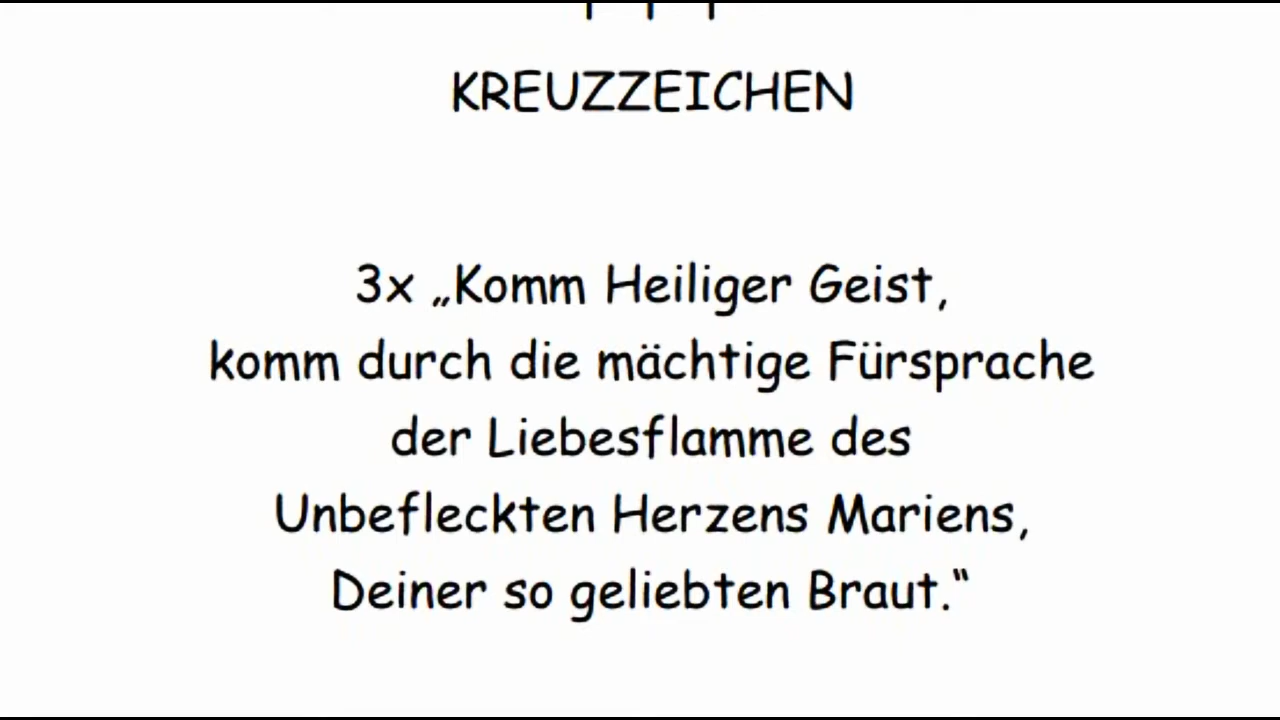 KREUZZEICHEN
3x „Komm Heiliger Geist,
komm durch die mächtige Fürsprache
der Liebesflamme des
Unbefleckten Herzens Mariens,
Deiner so geliebten Braut.“